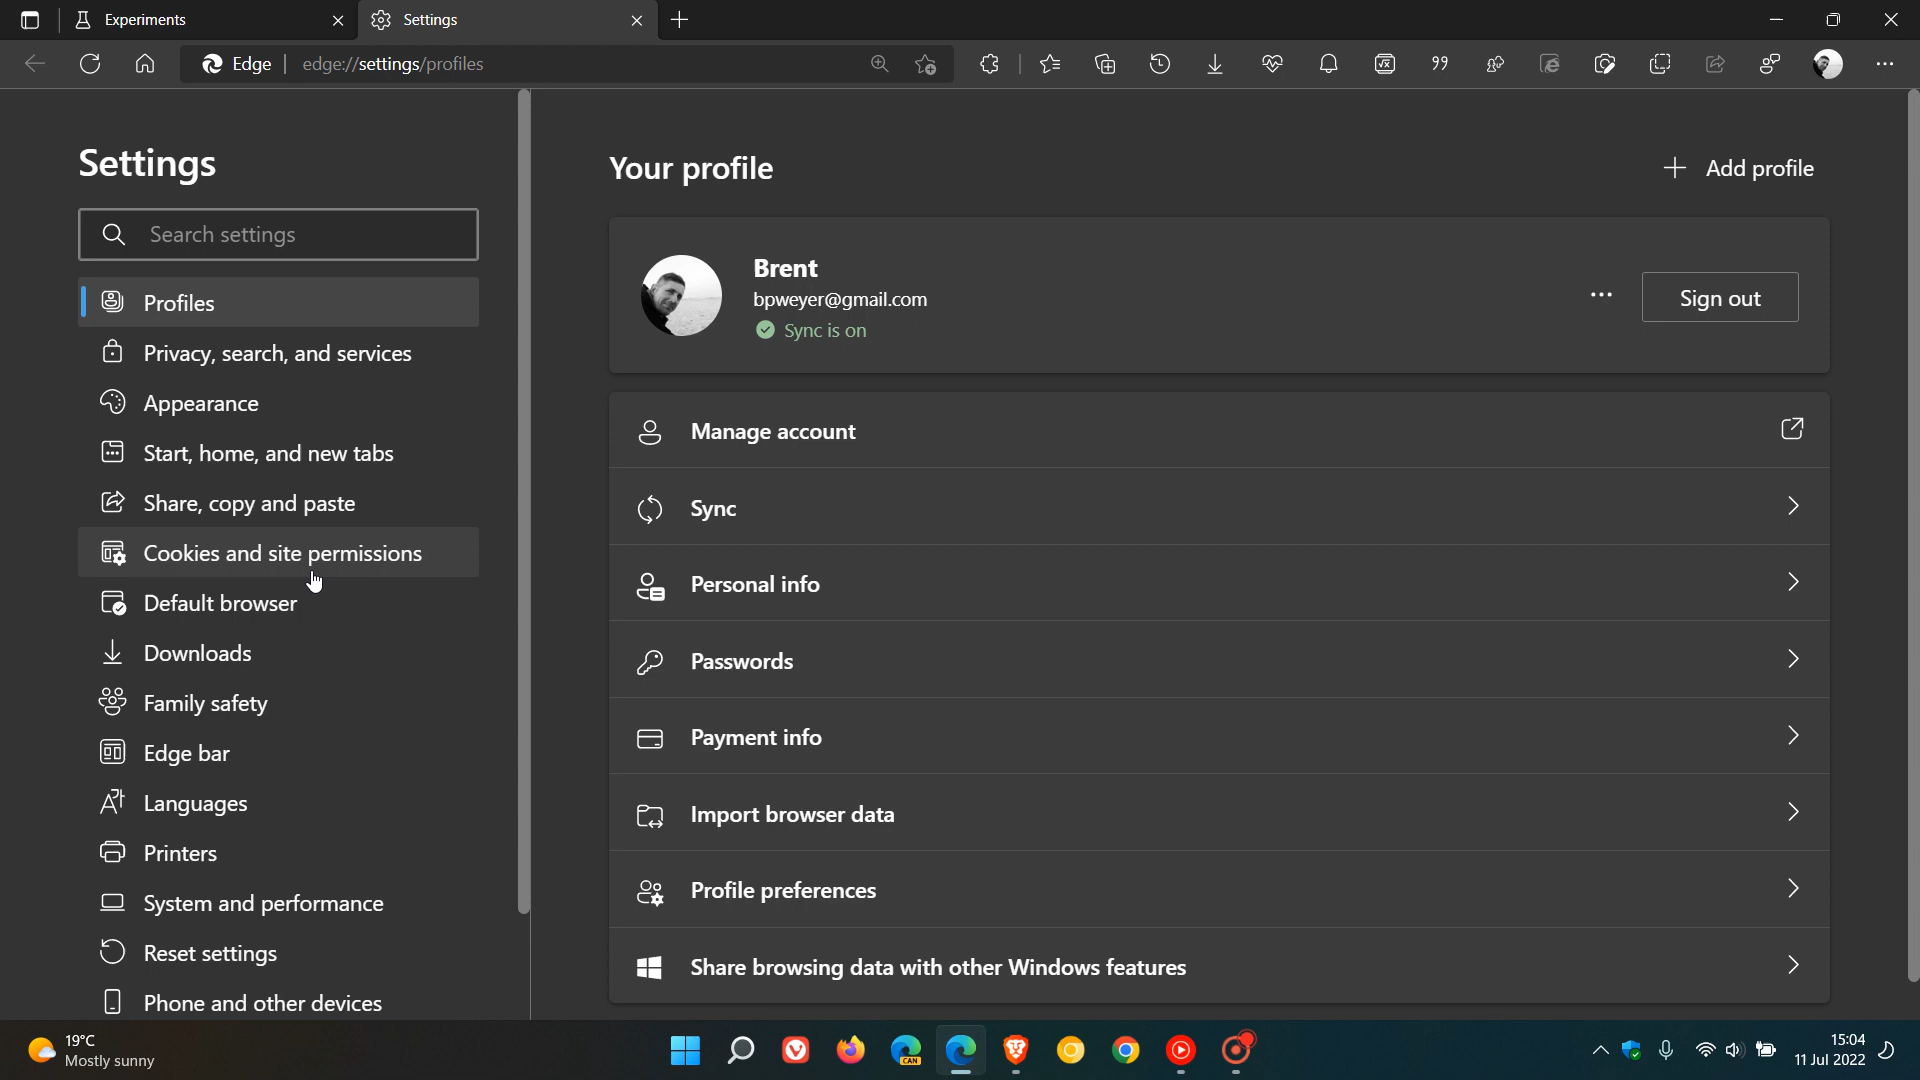 Experiments
Settings
Edge
edge://settings/profiles
Settings
Search settings
Profiles
Privacy, search, and services
Appearance
Start, home, and new tabs
Share, copy and paste
Cookies and site permissions
Default browser
Downloads
Family safety
Edge bar
Languages
Printers
System and performance
Reset settings
Phone and other devices
Your profile
Add profile
Brent
bpweyer@gmail.com
Sync is on
Sign out
Manage account
Sync
Personal info
Passwords
Payment info
Import browser data
Profile preferences
Share browsing data with other Windows features
19°C
Mostly sunny
CAN
15:04
11 Jul 2022